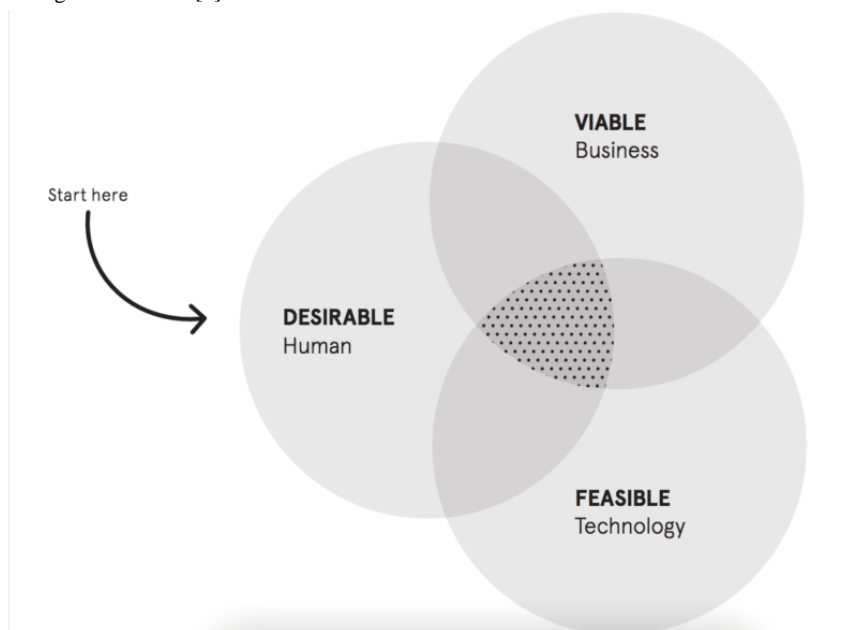 Start here
VIABLE
Business
DESIRABLE
Human
FEASIBLE
Technology